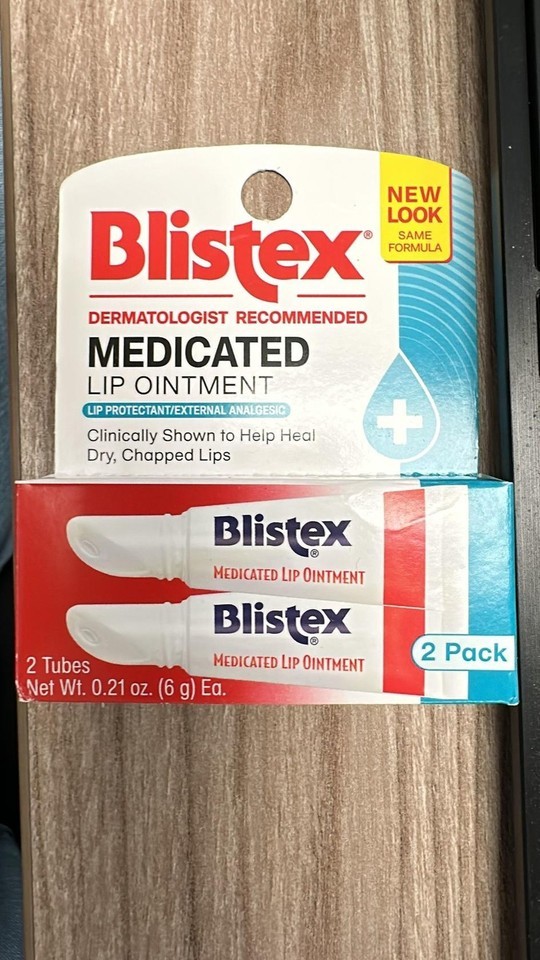 NEW
LOOK
SAME
FORMULA
Blistex®
DERMATOLOGIST RECOMMENDED
MEDICATED
LIP OINTMENT
LIP PROTECTANT/EXTERNAL ANALGESIC
Clinically Shown to Help Heal
Dry, Chapped Lips
Blistex®
MEDICATED LIP OINTMENT
Blistex®
MEDICATED LIP OINTMENT
2 Pack
2 Tubes
Net Wt. 0.21 oz. (6 g) Ea.